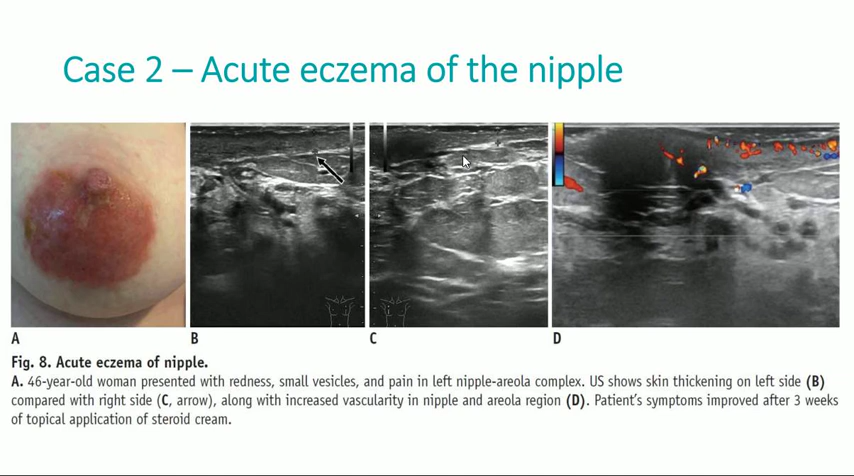 Case 2 – Acute eczema of the nipple
A
B
C
D
Fig. 8. Acute eczema of nipple.
A. 46-year-old woman presented with redness, small vesicles, and pain in left nipple-areola complex. US shows skin thickening on left side (B)
compared with right side (C, arrow), along with increased vascularity in nipple and areola region (D). Patient's symptoms improved after 3 weeks
of topical application of steroid cream.